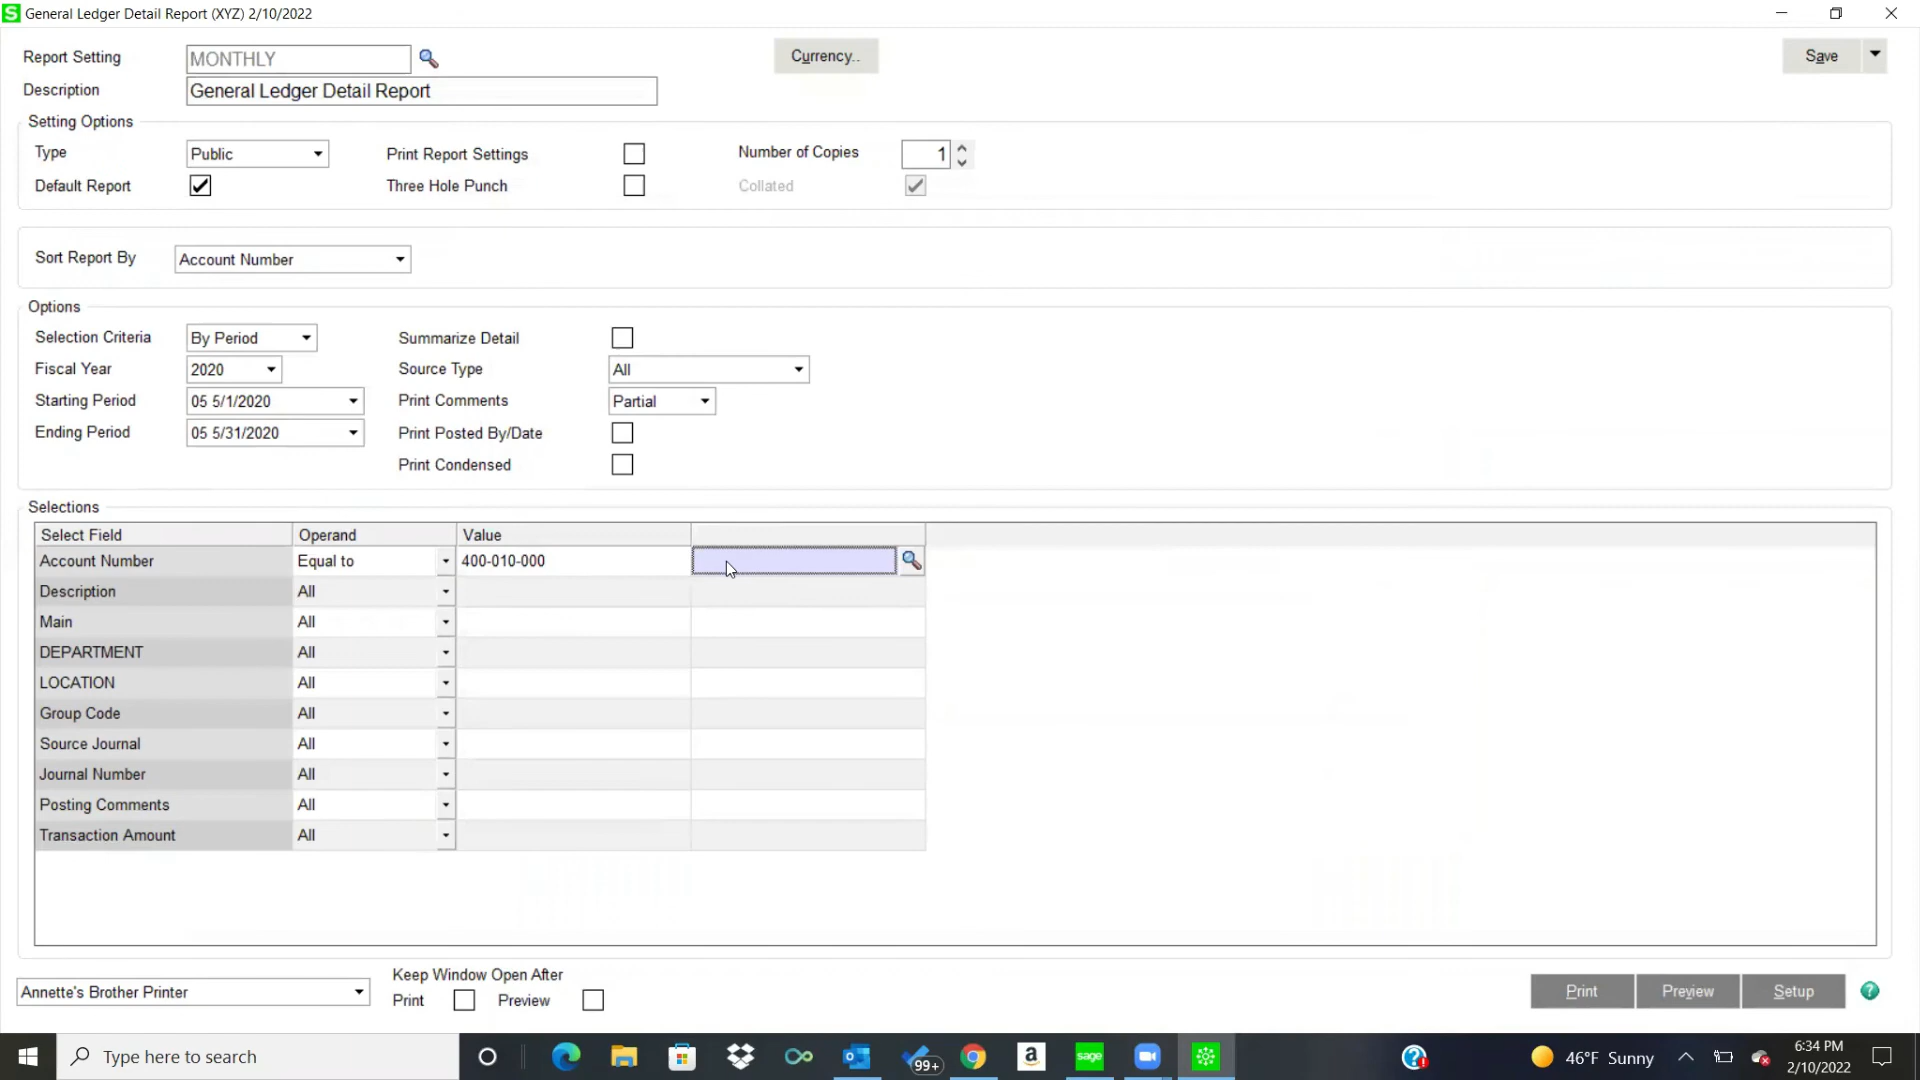 General Ledger Detail Report (XYZ) 2/10/2022
Report Setting MONTHLY Currency.. Save
Description General Ledger Detail Report
Setting Options
Type Public Print Report Settings Number of Copies 1
Default Report Three Hole Punch Collated
Sort Report By Account Number
Options
Selection Criteria By Period Summarize Detail
Fiscal Year 2020 Source Type All
Starting Period 05 5/1/2020 Print Comments Partial
Ending Period 05 5/31/2020 Print Posted By/Date
Print Condensed
Selections
Select Field Operand Value
Account Number Equal to 400-010-000
Description All
Main All
DEPARTMENT All
LOCATION All
Group Code All
Source Journal All
Journal Number All
Posting Comments All
Transaction Amount All
Keep Window Open After
Annette's Brother Printer Print Preview Print Preview Setup
Type here to search 99+ sage 46°F Sunny 6:34 PM
2/10/2022